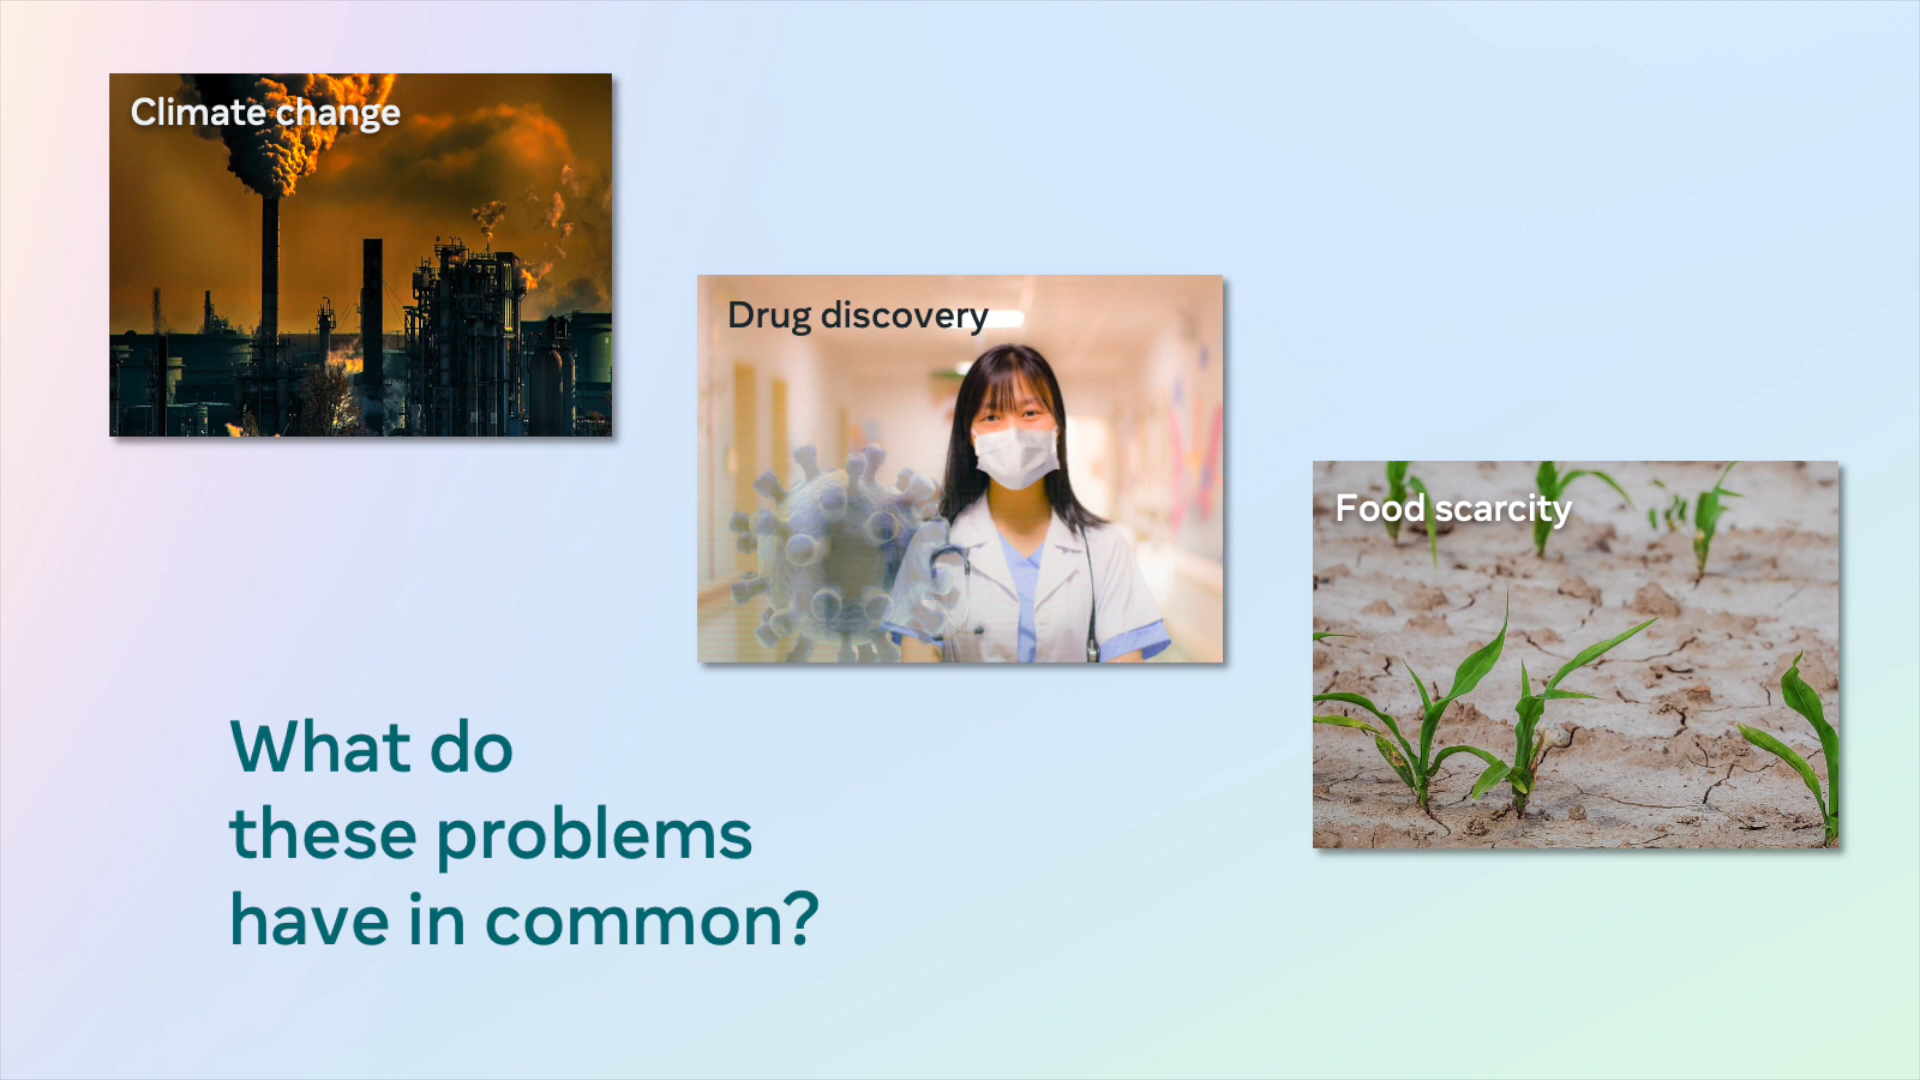 Climate change
Drug discovery
Food scarcity
What do
these problems
have in common?